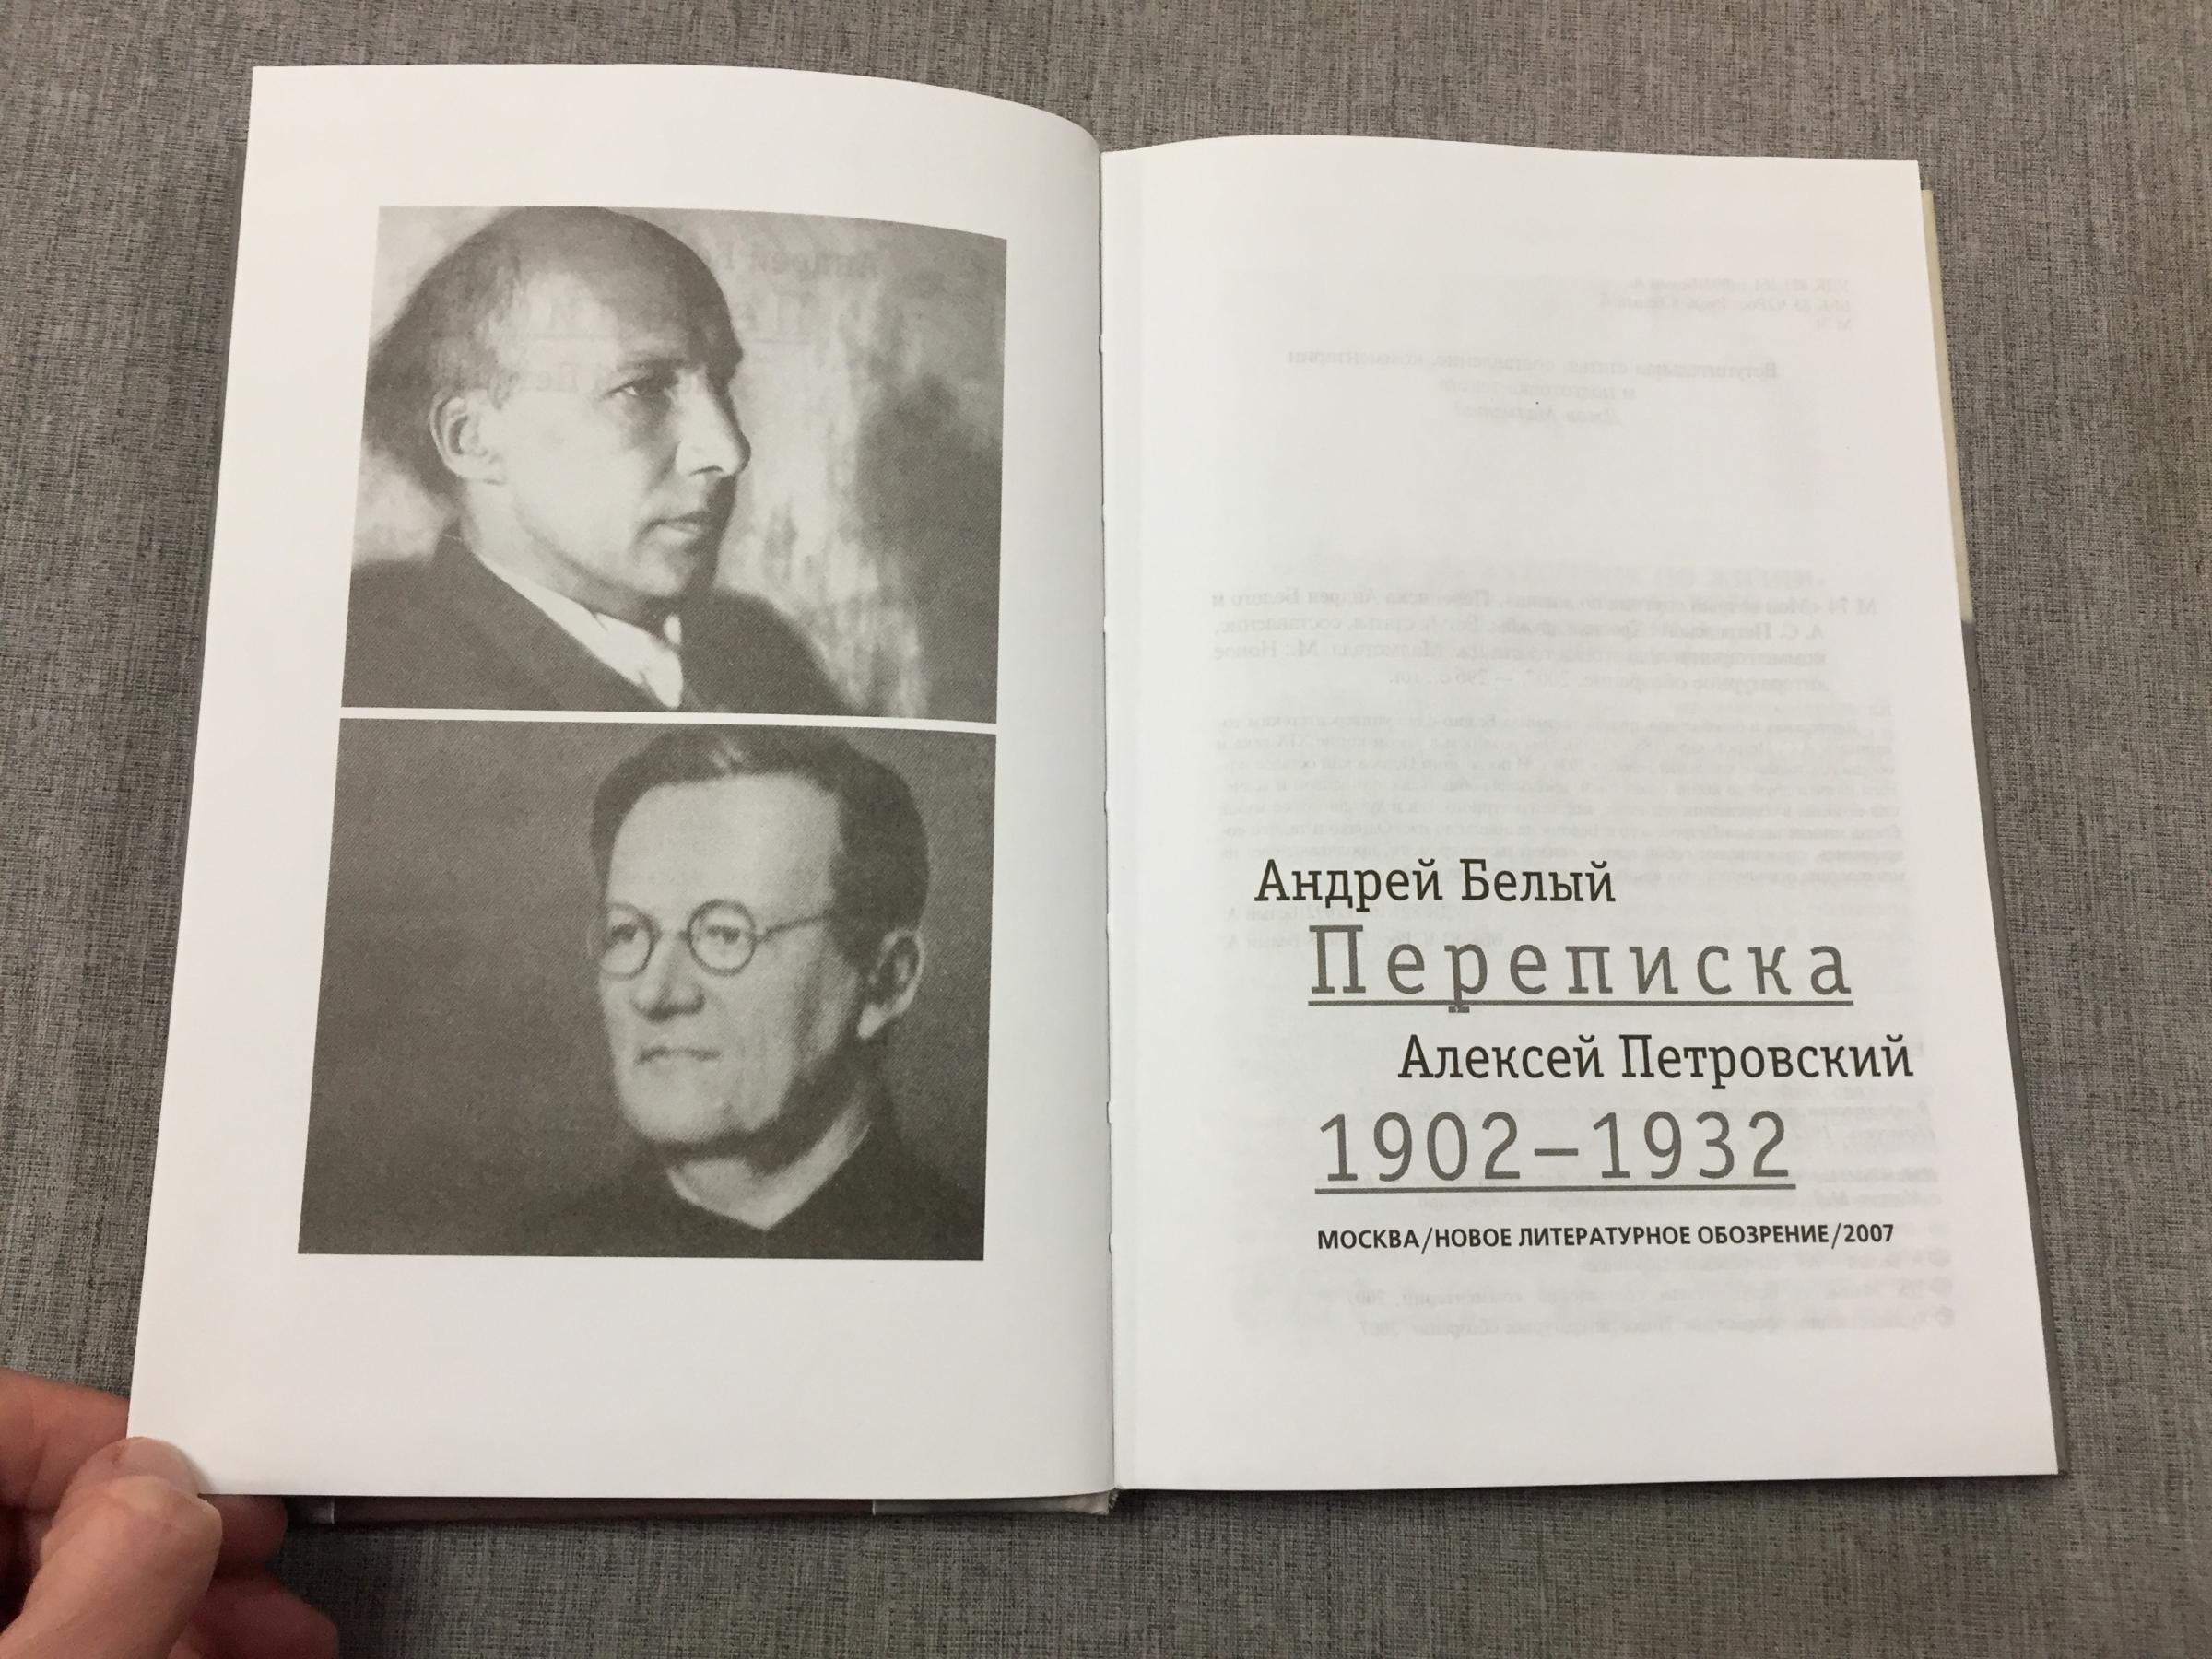 Андрей Белый
Переписка
Алексей Петровский
1902–1932
МОСКВА/НОВОЕ ЛИТЕРАТУРНОЕ ОБОЗРЕНИЕ/2007